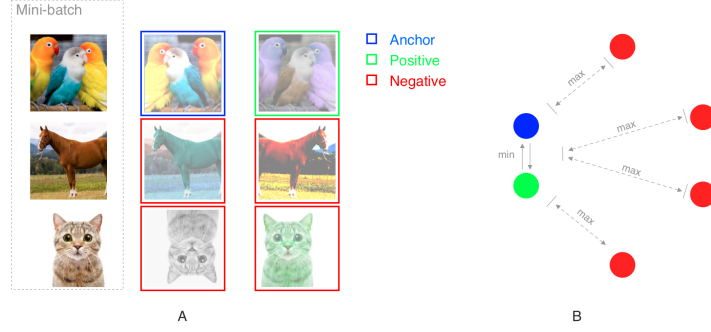 Mini-batch
Anchor
Positive
Negative
max
max
min
max
max
A
B